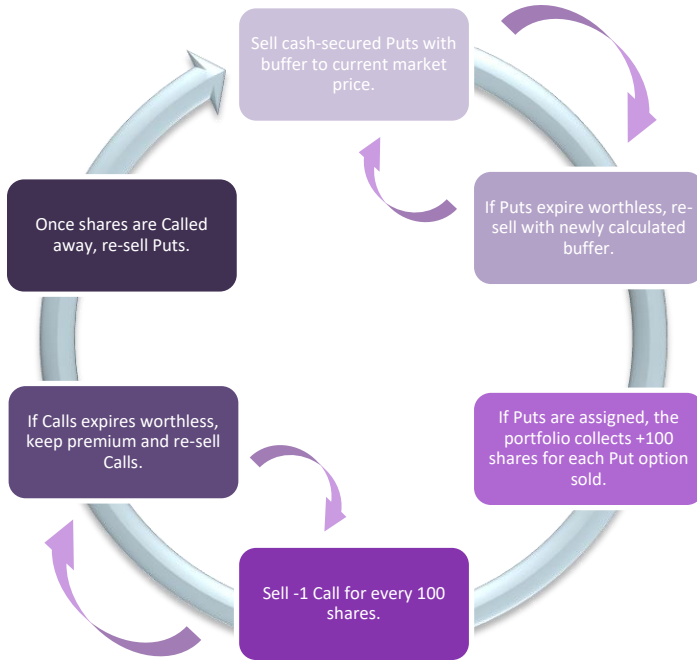 Sell cash-secured Puts with
buffer to current market
price.
If Puts expire worthless, re-
sell with newly calculated
buffer.
If Puts are assigned, the
portfolio collects +100
shares for each Put option
sold.
Sell -1 Call for every 100
shares.
If Calls expires worthless,
keep premium and re-sell
Calls.
Once shares are Called
away, re-sell Puts.